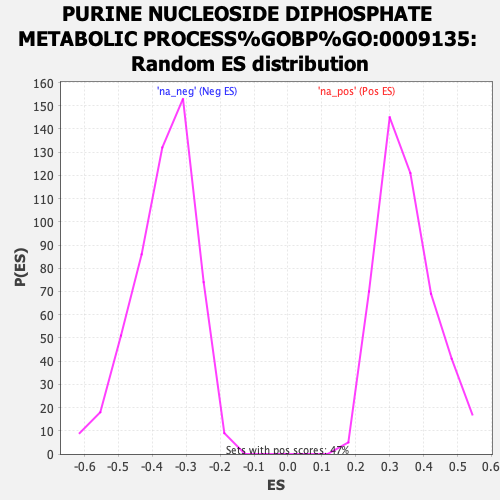 PURINE NUCLEOSIDE DIPHOSPHATE
METABOLIC PROCESS%GOBP%GO:0009135:
Random ES distribution
'na_neg' (Neg ES)
'na_pos' (Pos ES)
160
150
140
130
120
110
100
90
80
70
60
50
40
30
20
10
0
P(ES)
Sets with pos scores: 47%
-0.6 -0.5 -0.4 -0.3 -0.2 -0.1 0.0 0.1 0.2 0.3 0.4 0.5 0.6
ES